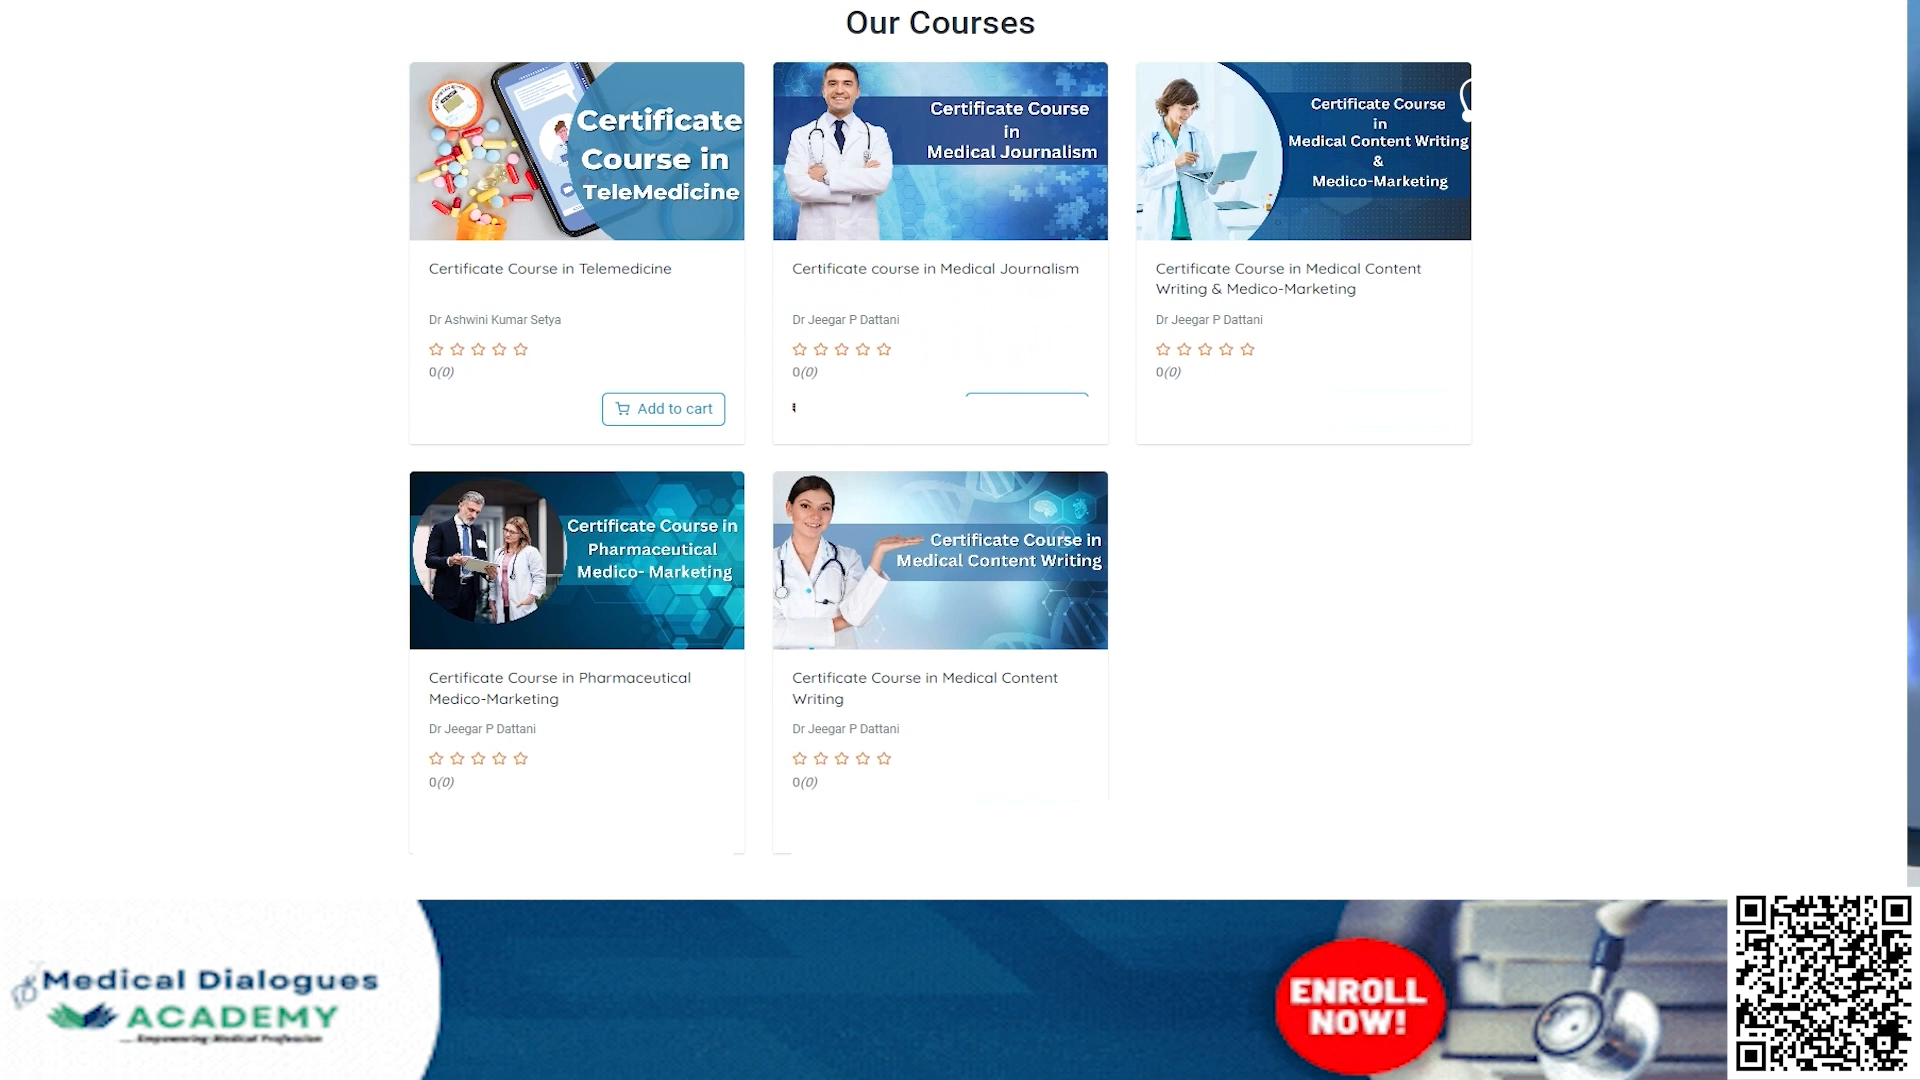 Our Courses
Certificate
Course in
TeleMedicine
Certificate Course
in
Medical Journalism
Certificate Course
in
Medical Content Writing
&
Medico-Marketing
Certificate Course in Telemedicine
Dr Ashwini Kumar Setya
0(0)
Add to cart
Certificate course in Medical Journalism
Dr Jeegar P Dattani
0(0)
Certificate Course in Medical Content
Writing & Medico-Marketing
Dr Jeegar P Dattani
0(0)
Certificate Course in
Pharmaceutical
Medico- Marketing
Certificate Course in
Medical Content Writing
Certificate Course in Pharmaceutical
Medico-Marketing
Dr Jeegar P Dattani
0(0)
Certificate Course in Medical Content
Writing
Dr Jeegar P Dattani
0(0)
Medical Dialogues
ACADEMY
Empowering Medical Profession
ENROLL
NOW!